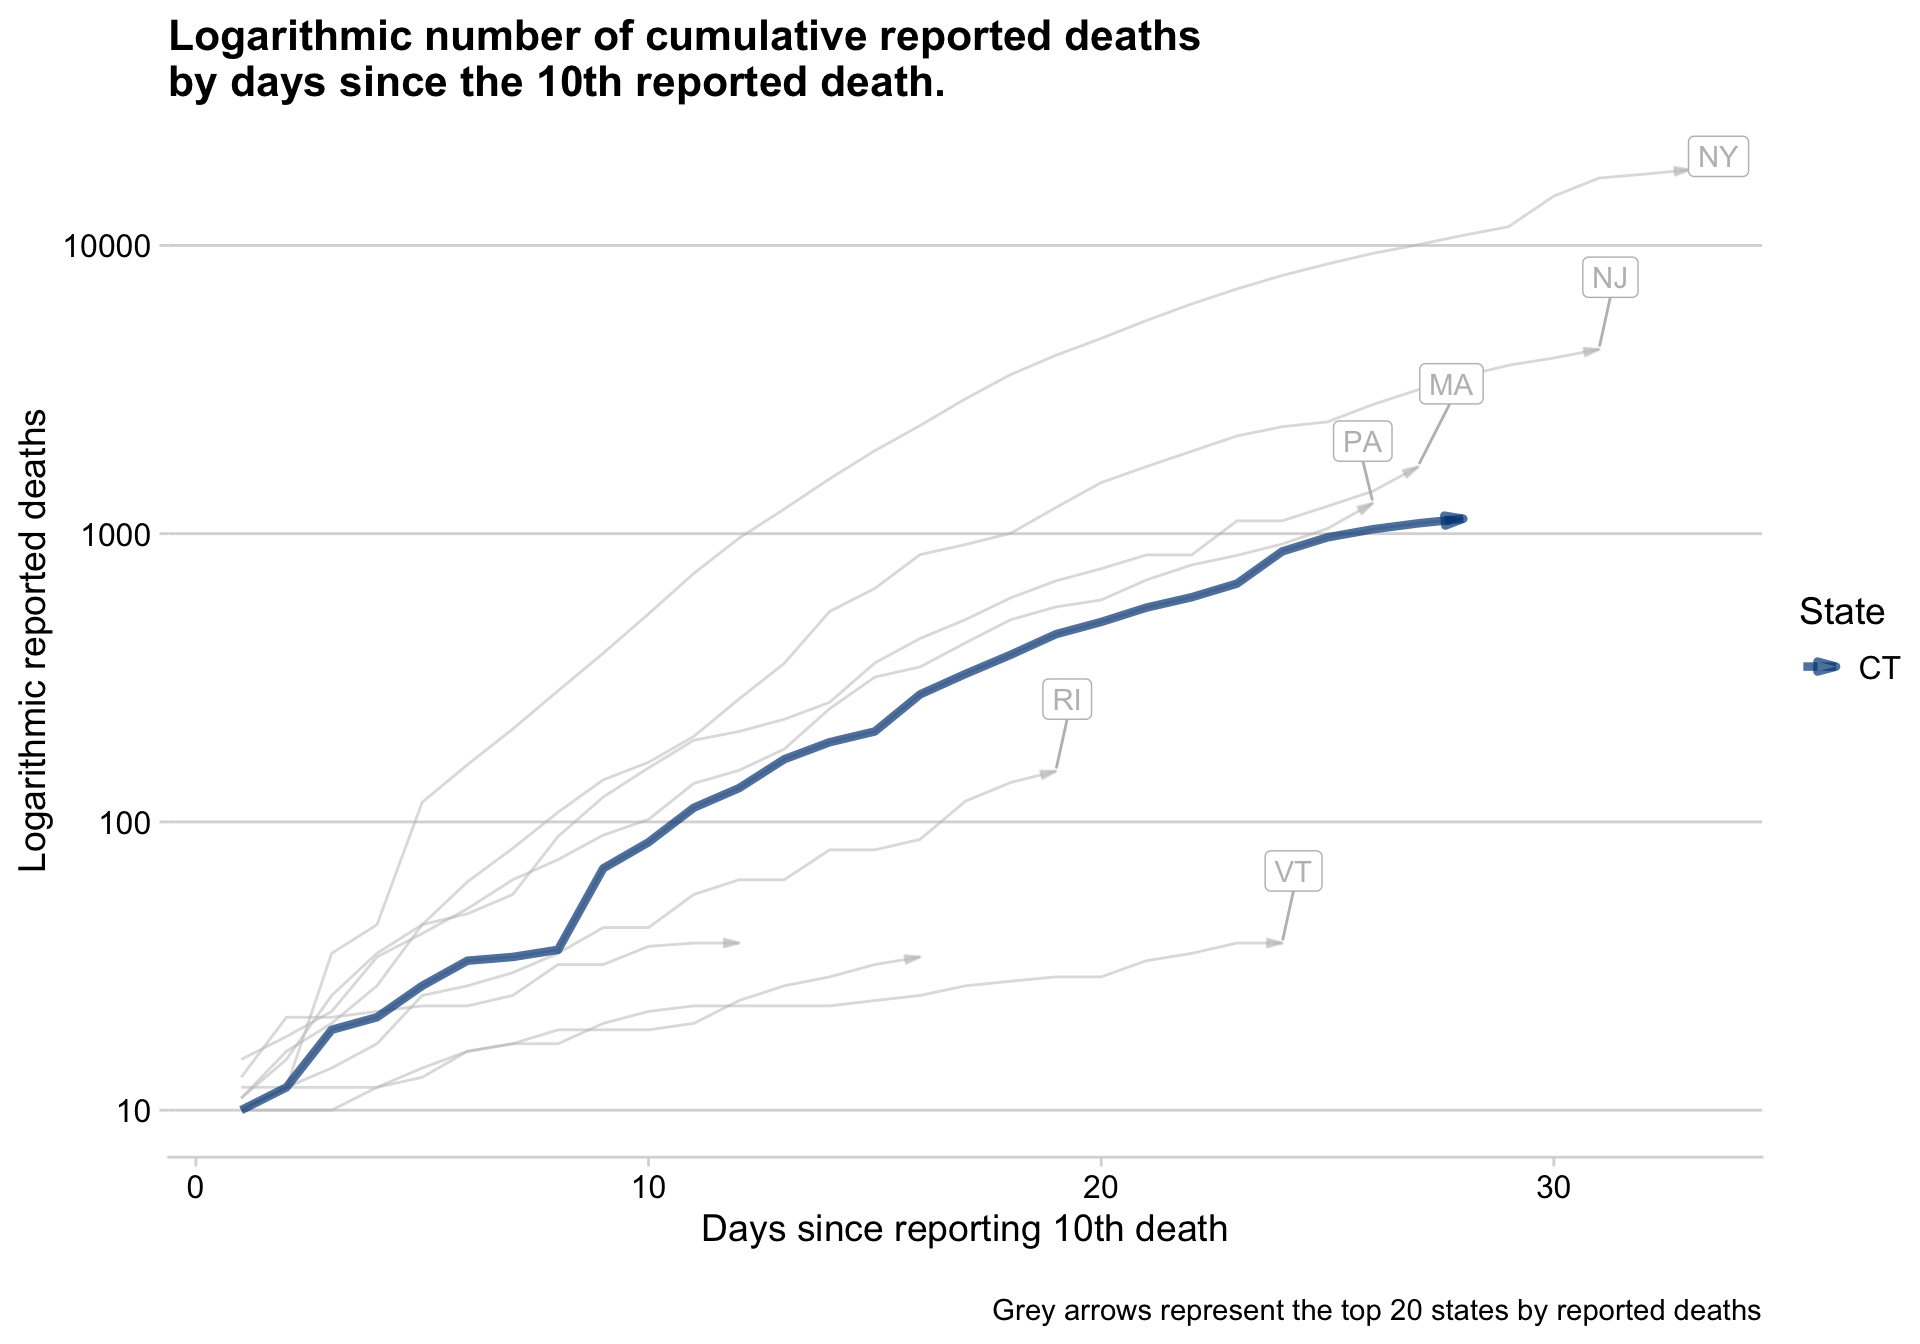 Logarithmic number of cumulative reported deaths
by days since the 10th reported death.
NY
10000
NJ
MA
PA
1000
RI
100
VT
10
Logarithmic reported deaths
State
CT
0 10 20 30
Days since reporting 10th death
Grey arrows represent the top 20 states by reported deaths